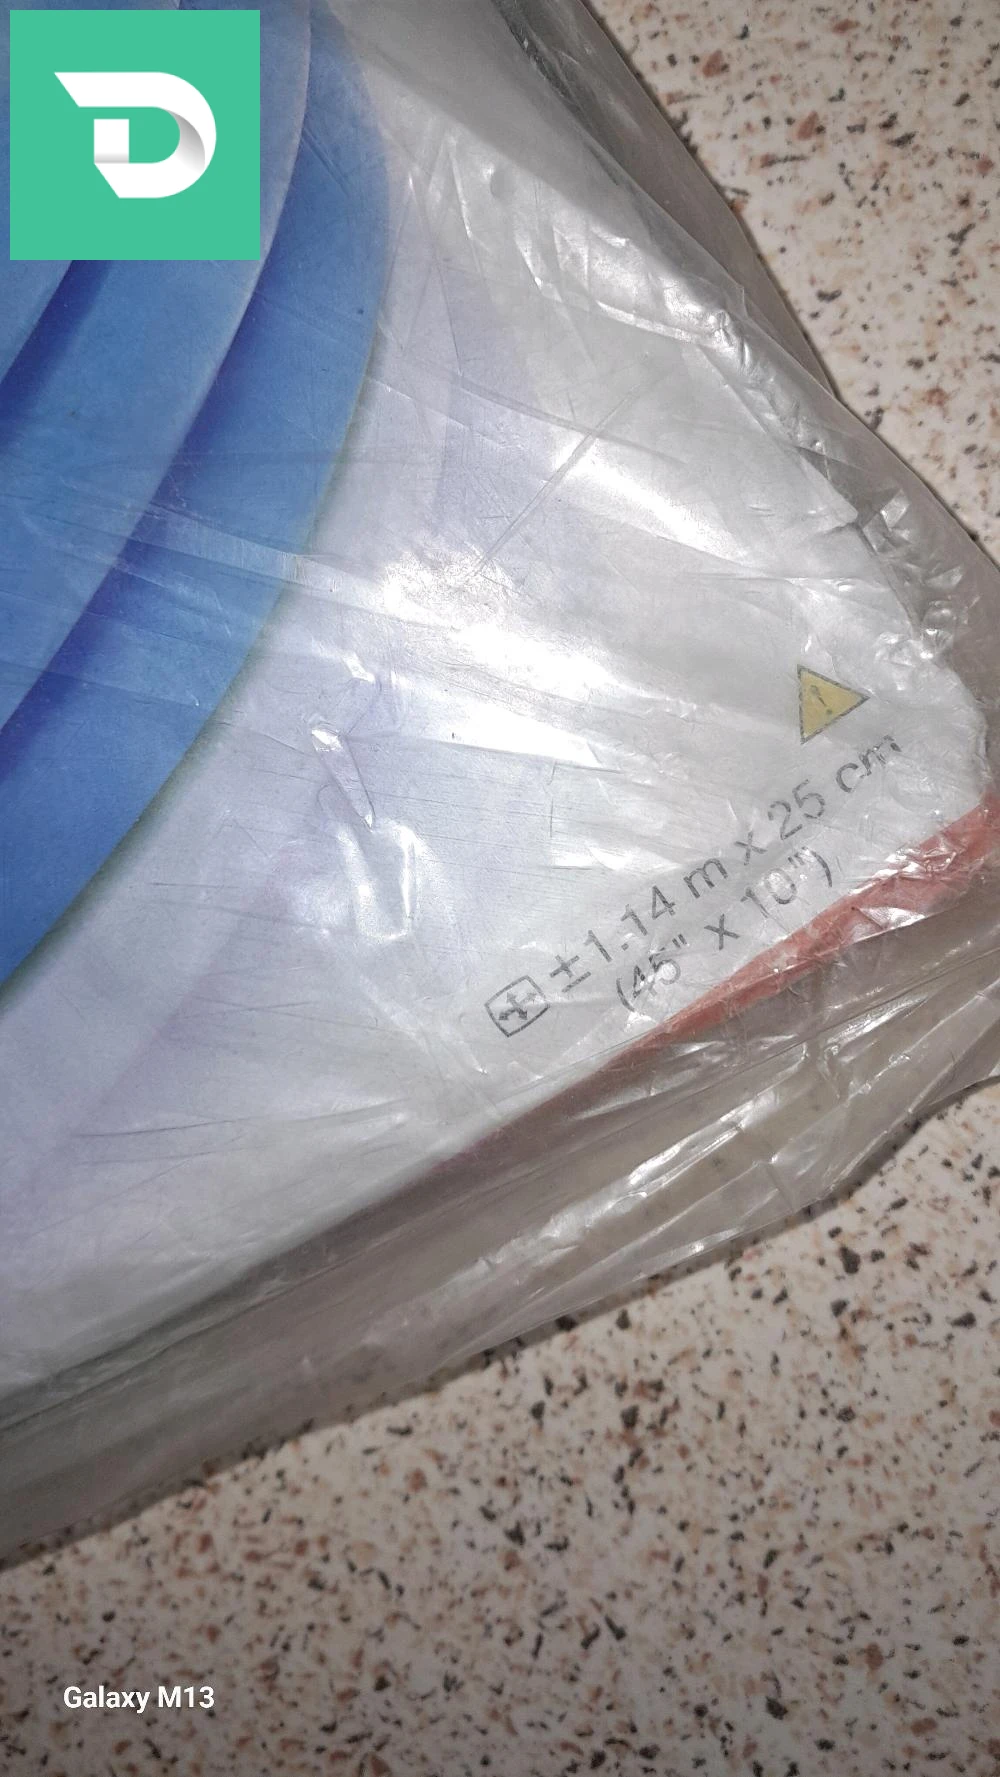 D
±1.14 m x 25 cm
(45" x 10")
Galaxy M13